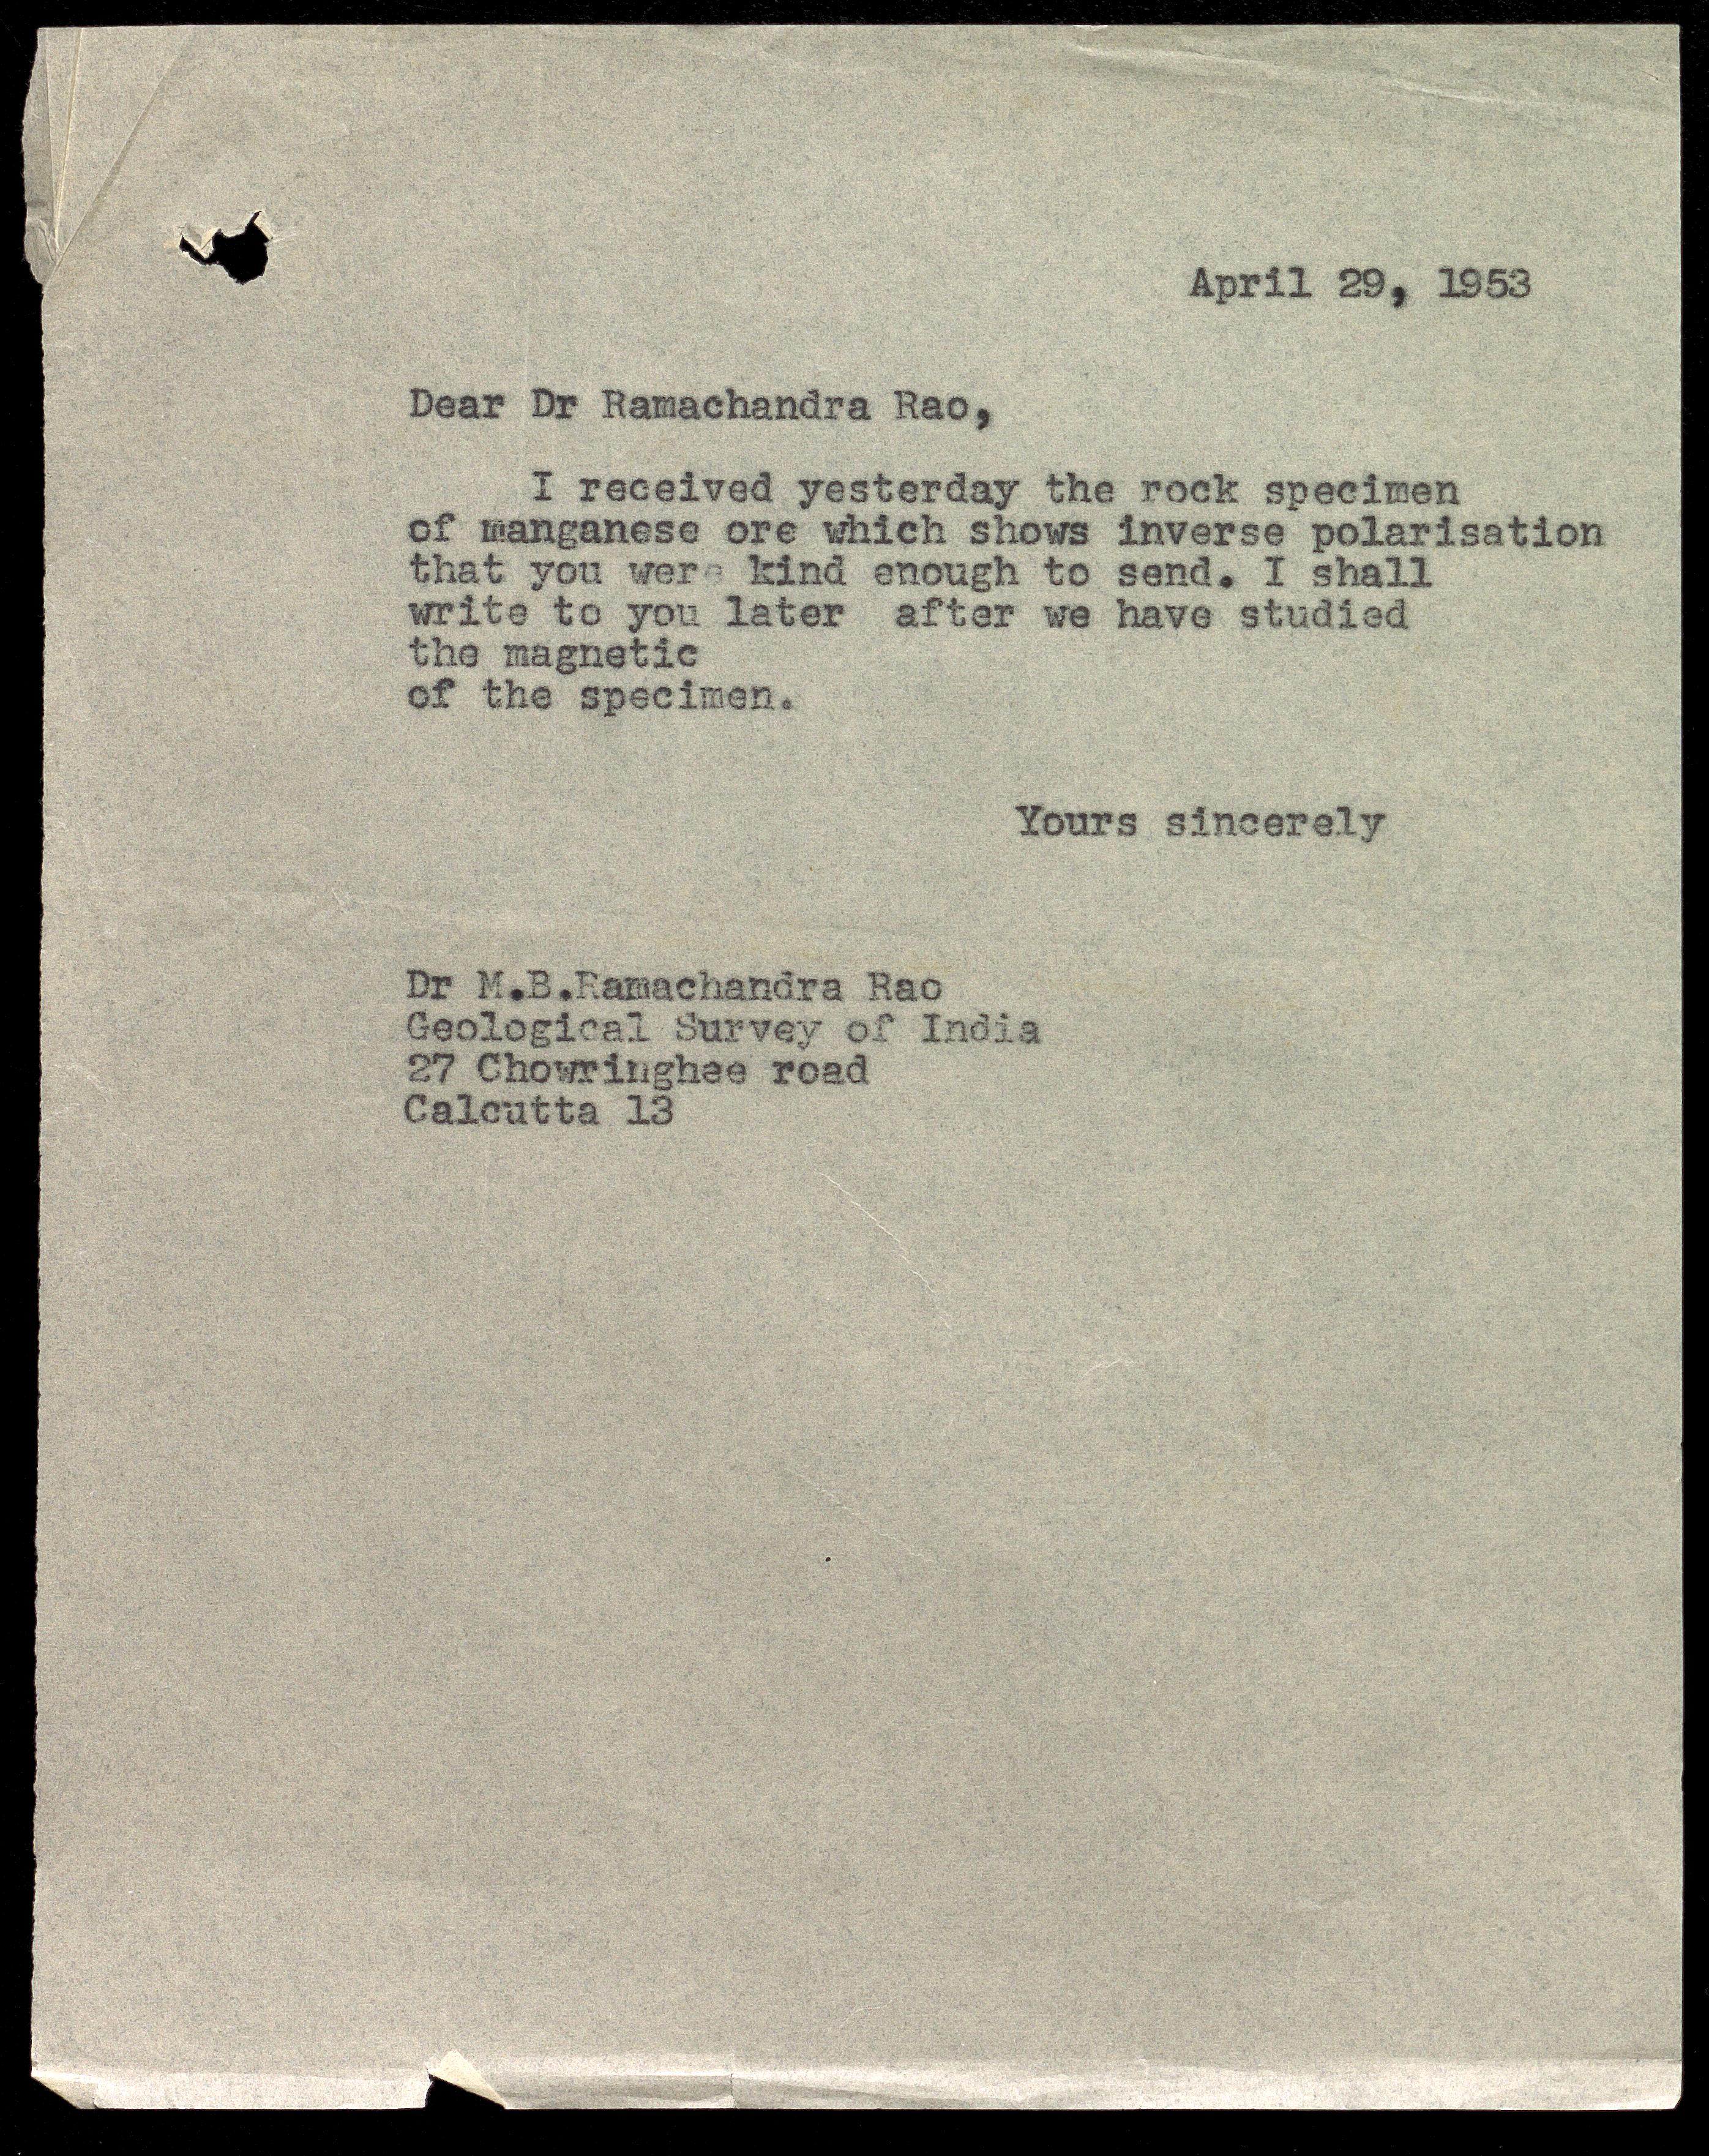 April 29, 1953
Dear Dr Ramachandra Rao,
I received yesterday the rock specimen
of manganese ore which shows inverse polarisation
that you were kind enough to send. I shall
write to you later after we have studied
the magnetic
of the specimen.
Yours sincerely
Dr M.B.Ramachandra Rao
Geological Survey of India
27 Chowringhee road
Calcutta 13